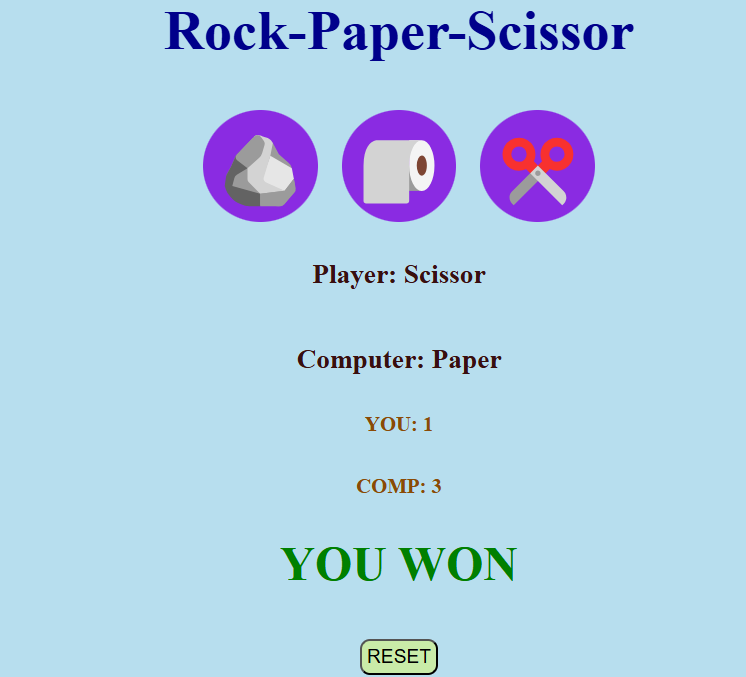 Rock-Paper-Scissor
Player: Scissor
Computer: Paper
YOU: 1
COMP: 3
YOU WON
RESET